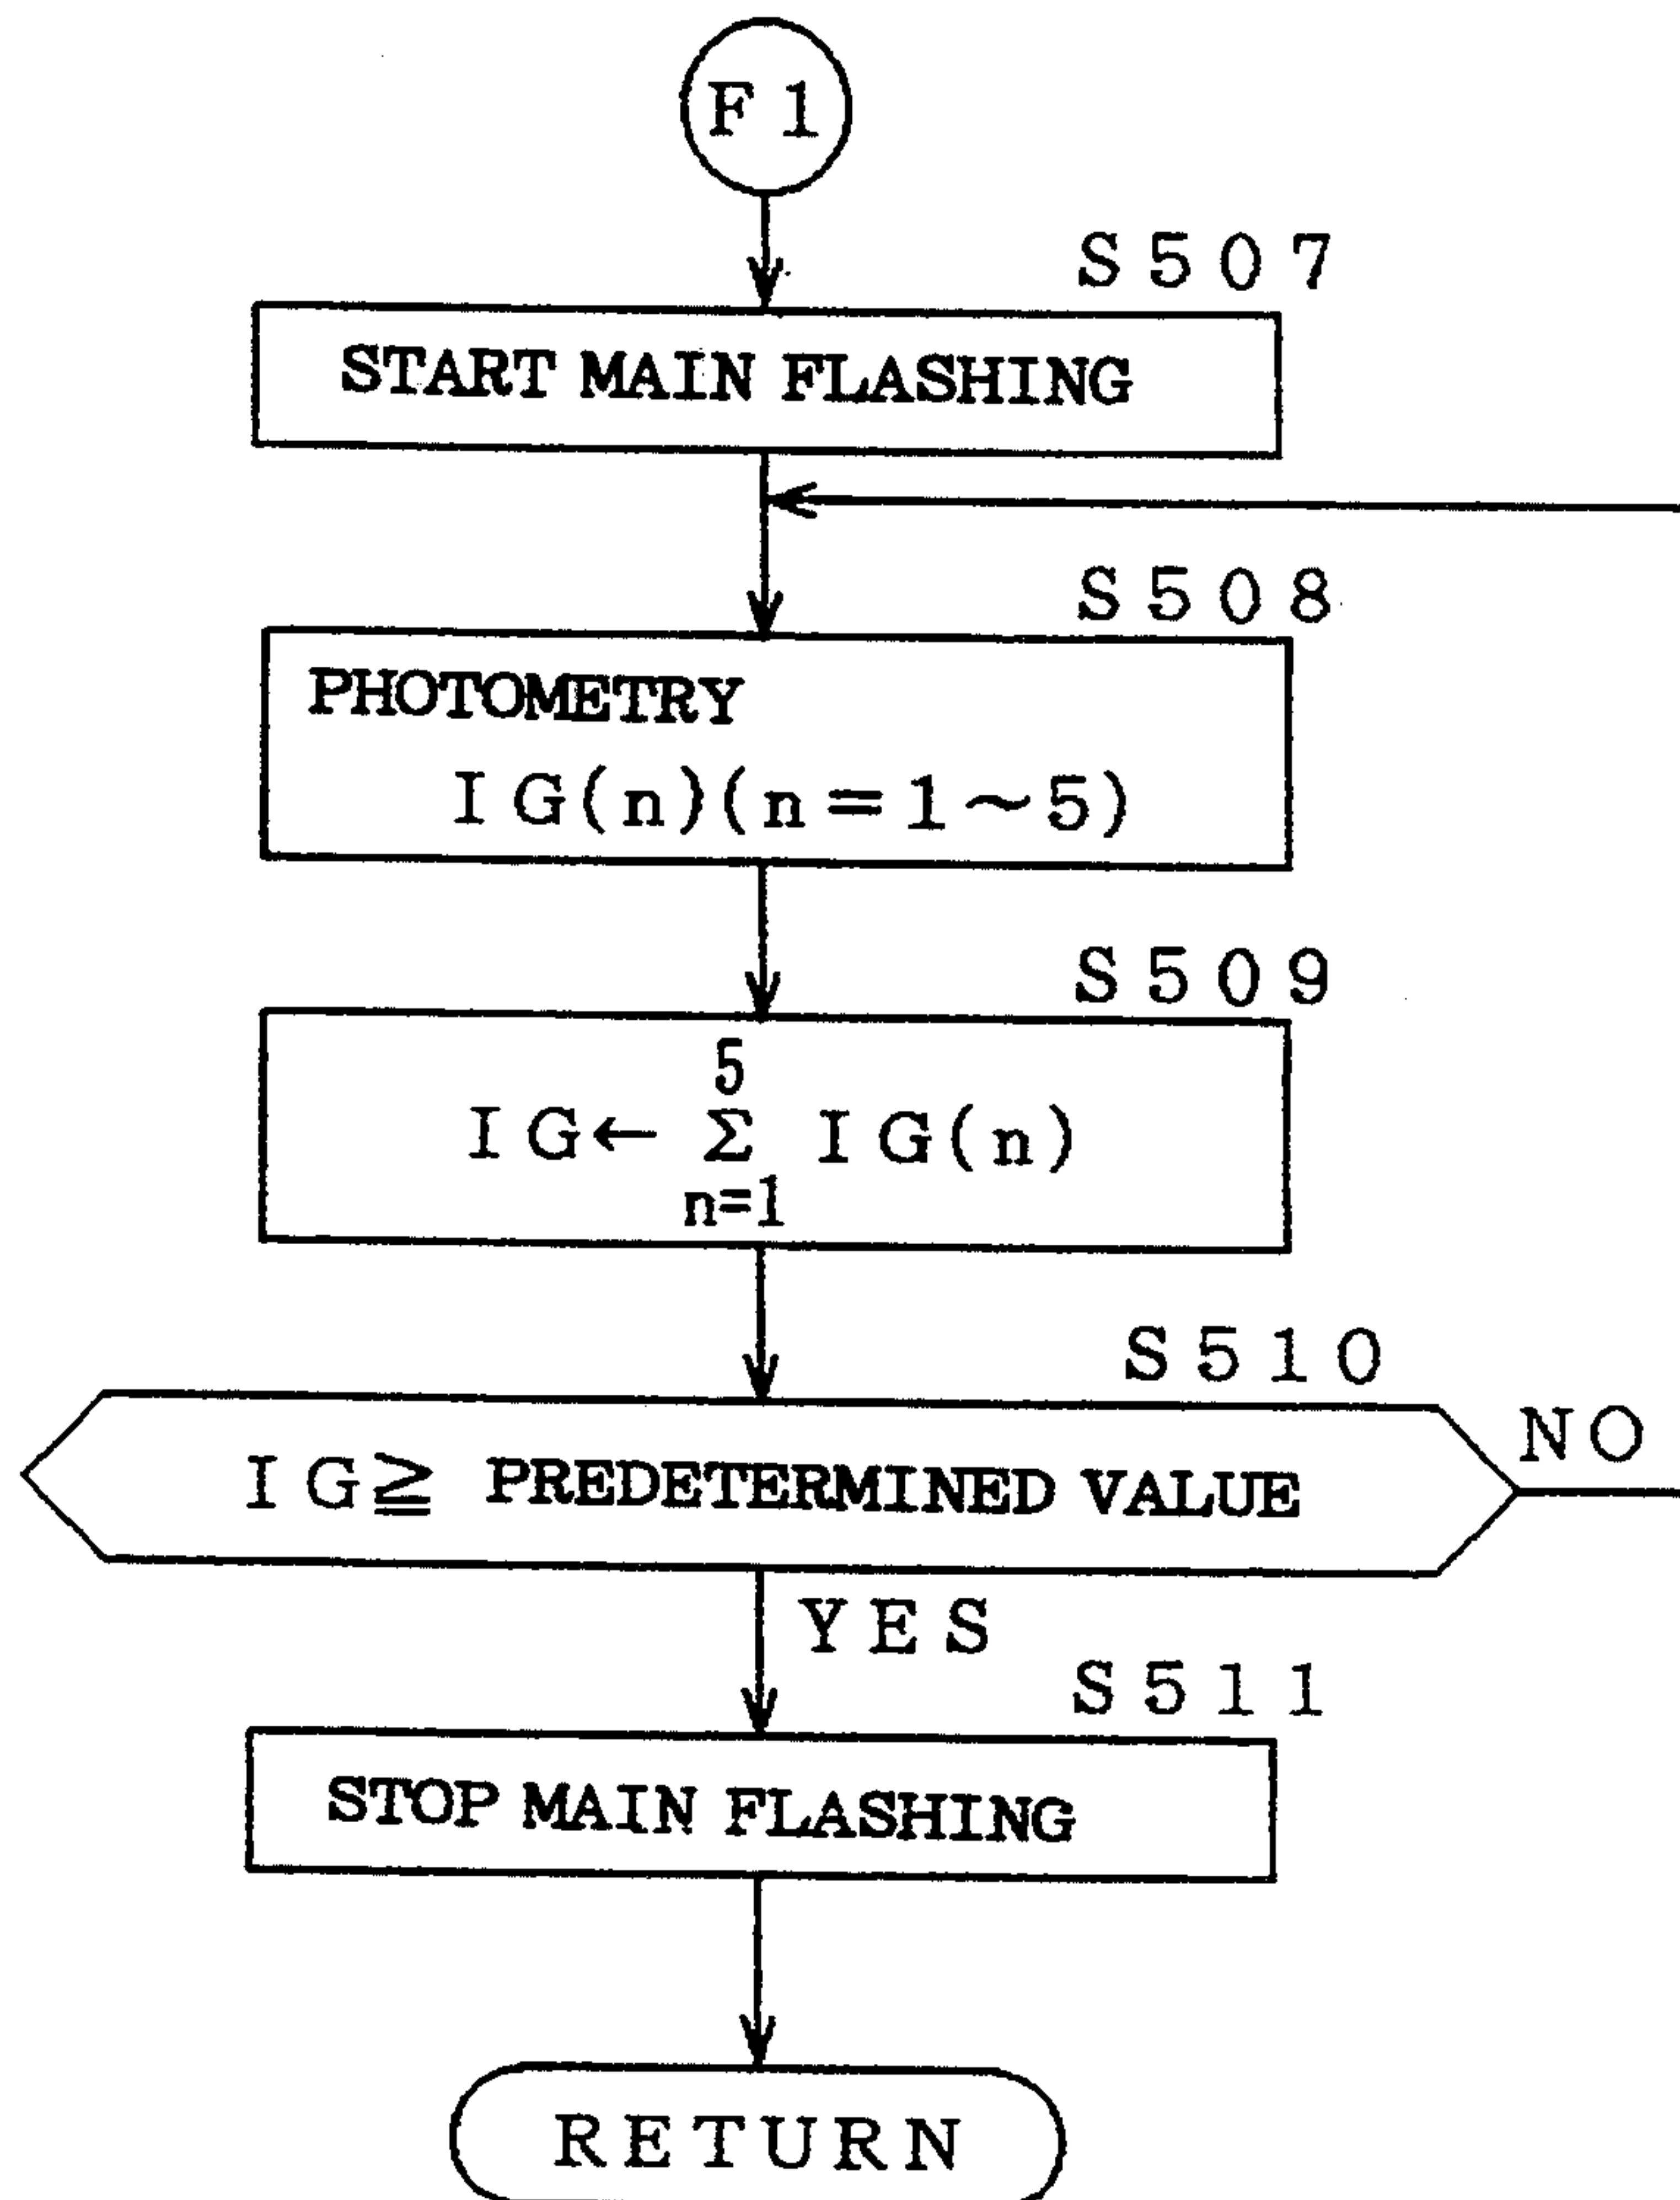 F1
S507
START MAIN FLASHING
S508
PHOTOMETRY
IG(n)(n=1~5)
S509
5
IG← Σ IG(n)
n=1
S510
IG≧ PREDETERMINED VALUE
NO
YES
S511
STOP MAIN FLASHING
RETURN